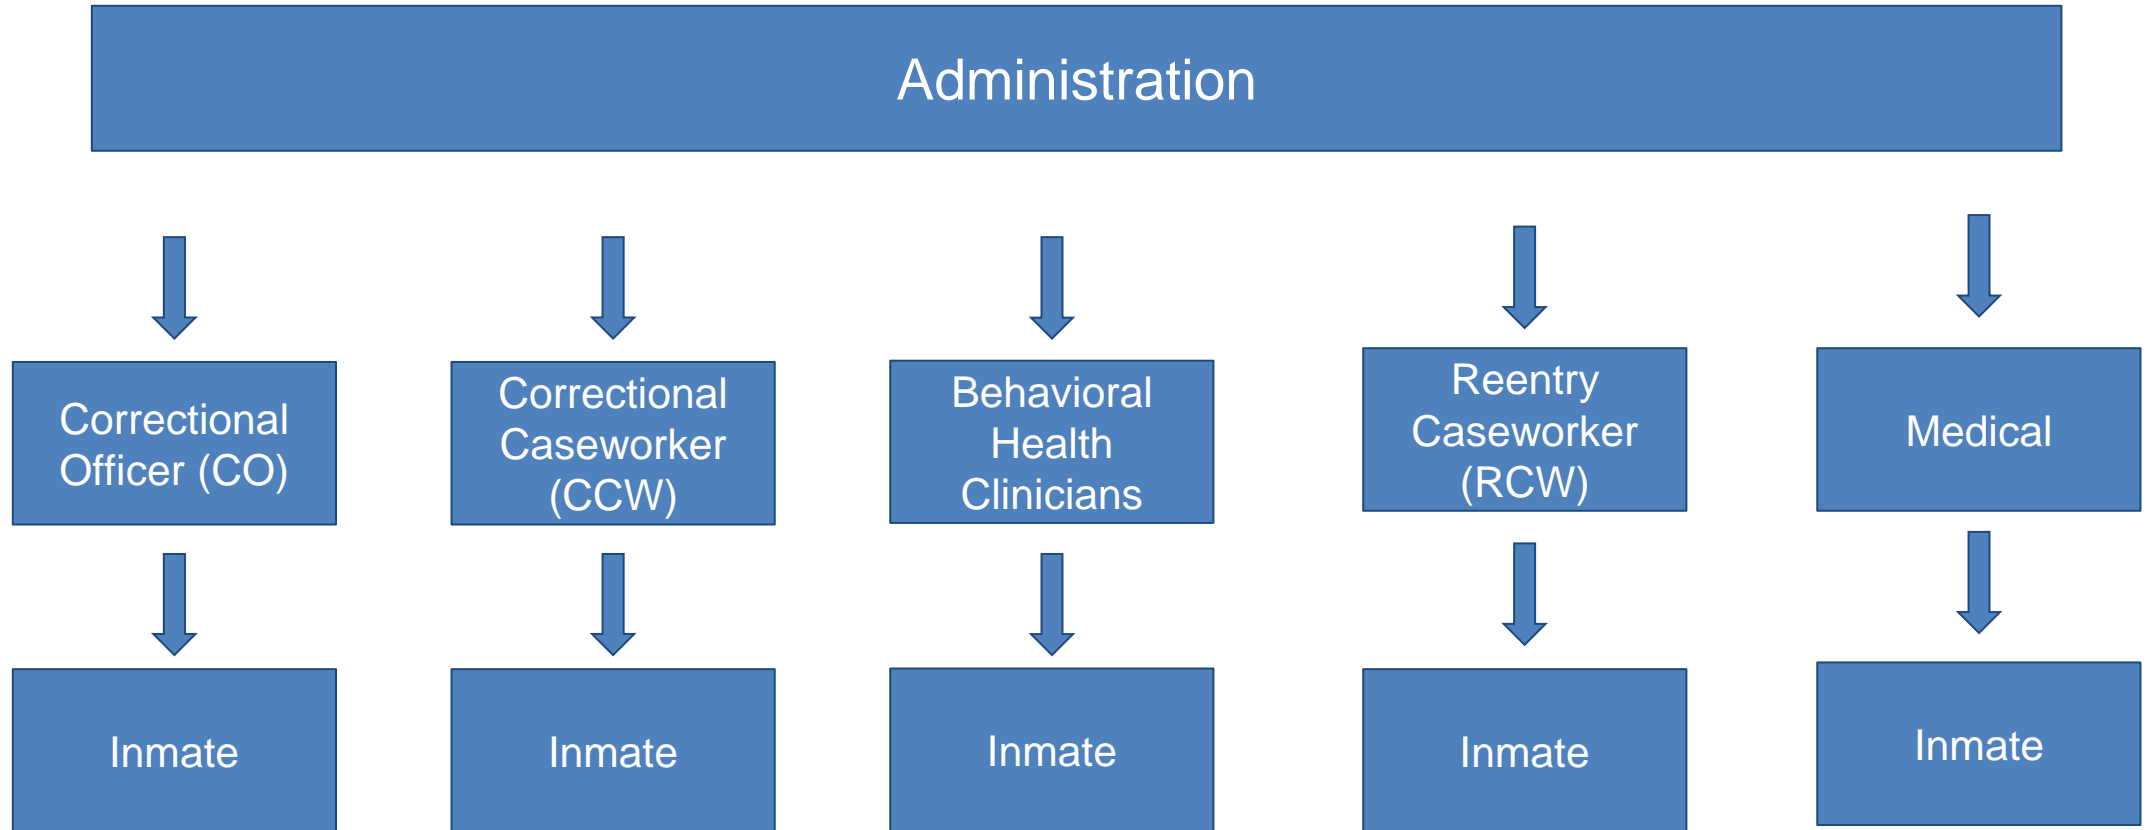 Administration
Correctional
Officer (CO)
Correctional
Caseworker
(CCW)
Behavioral
Health
Clinicians
Reentry
Caseworker
(RCW)
Medical
Inmate
Inmate
Inmate
Inmate
Inmate